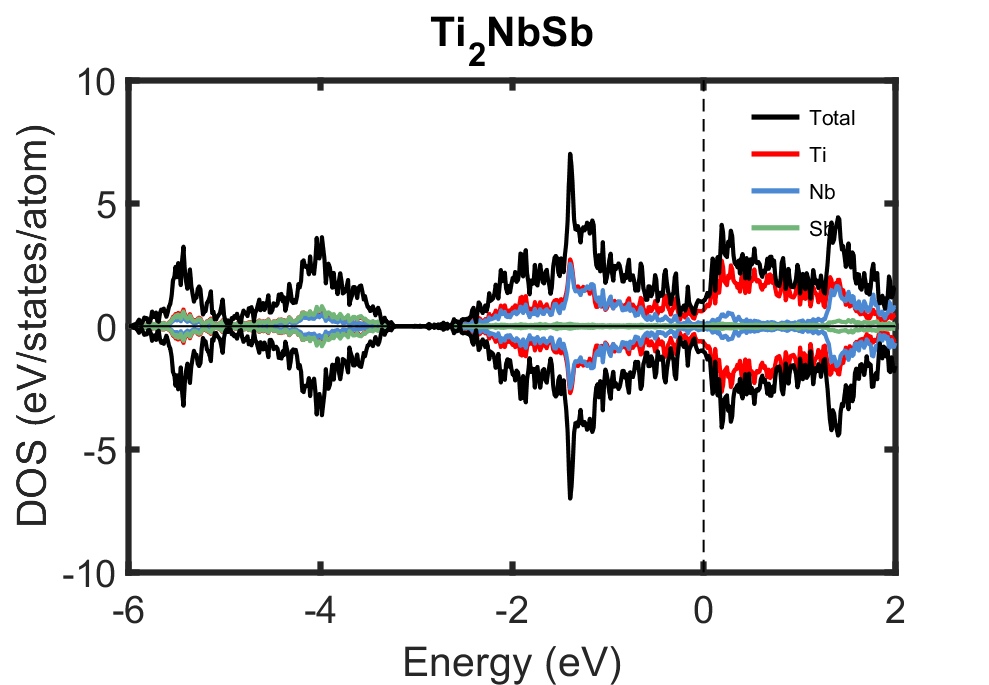 Ti2NbSb
10
5
0
-5
-10
DOS (eV/states/atom)
Total
Ti
Nb
Sb
-6 -4 -2 0 2
Energy (eV)